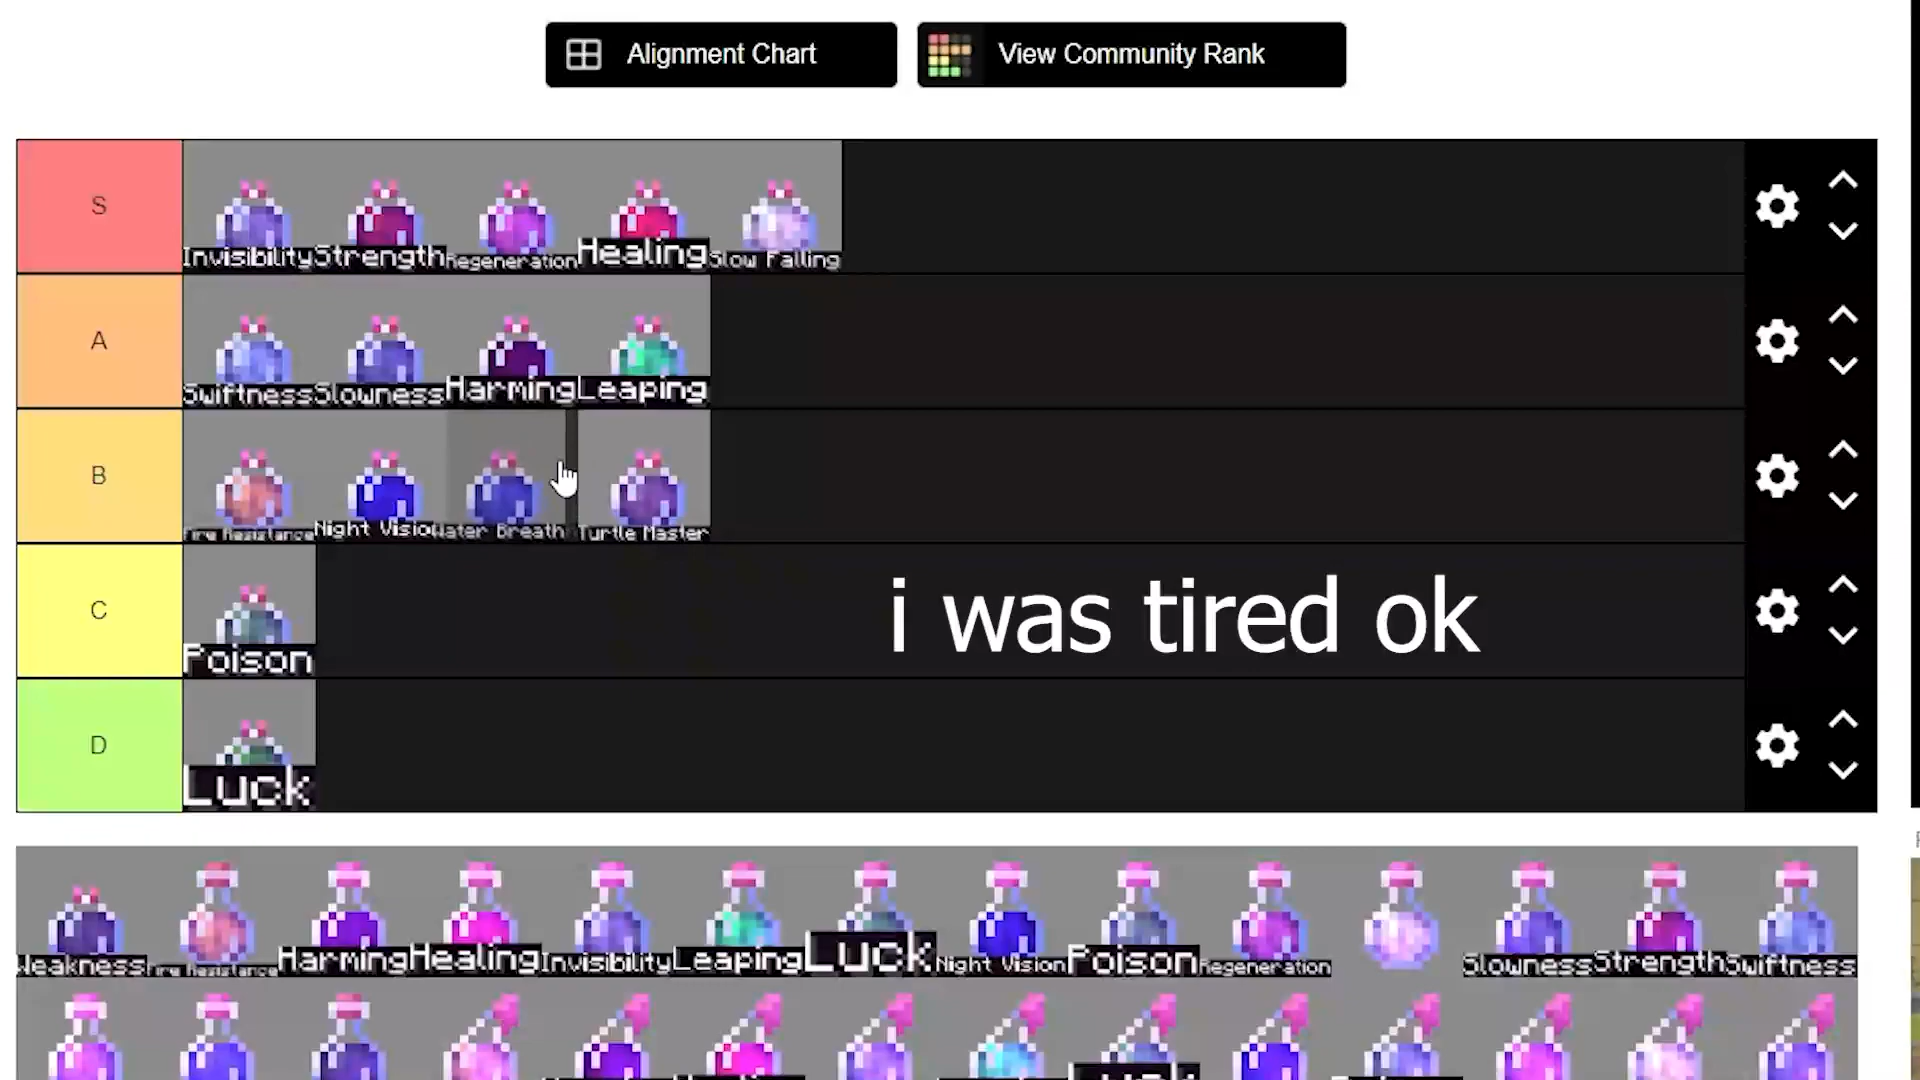 Alignment Chart
View Community Rank
S
Invisibility Strength Regeneration Healing Slow Falling
A
Swiftness Slowness Harming Leaping
B
Fire Resistance Night Visio Water Breath Turtle Master
C
Poison
i was tired ok
D
Luck
Weakness Fire Resistance Harming Healing Invisibility Leaping Luck Night Vision Poison Regeneration Slowness Strength Swiftness